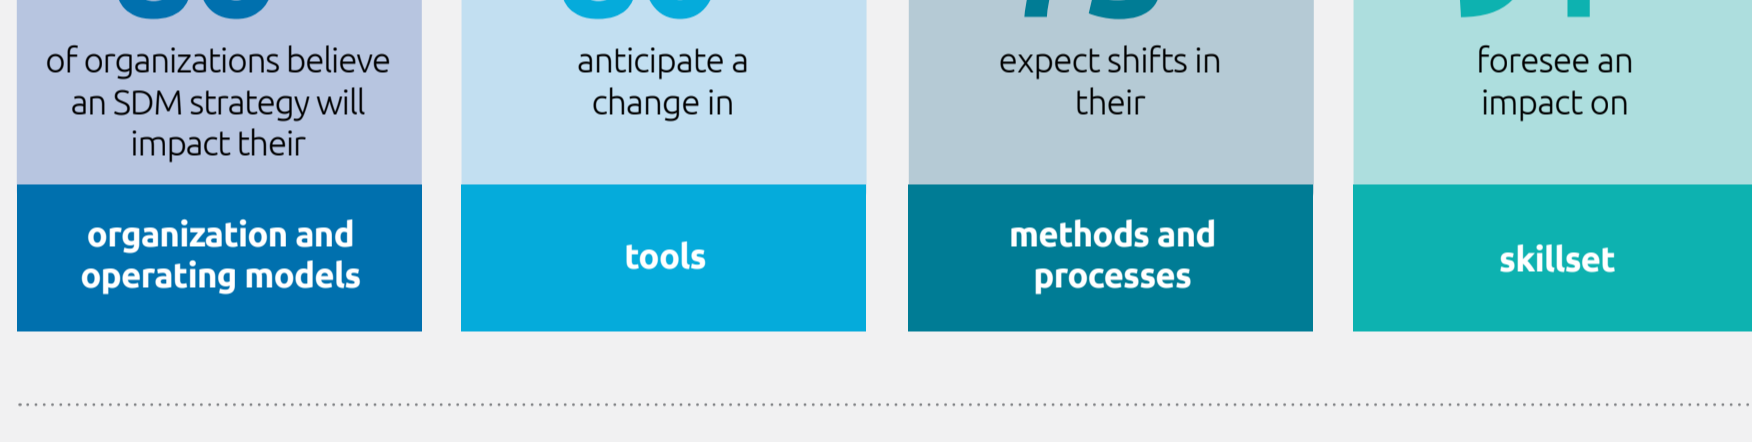 of organizations believe
an SDM strategy will
impact their
organization and
operating models
anticipate a
change in
tools
expect shifts in
their
methods and
processes
foresee an
impact on
skillset